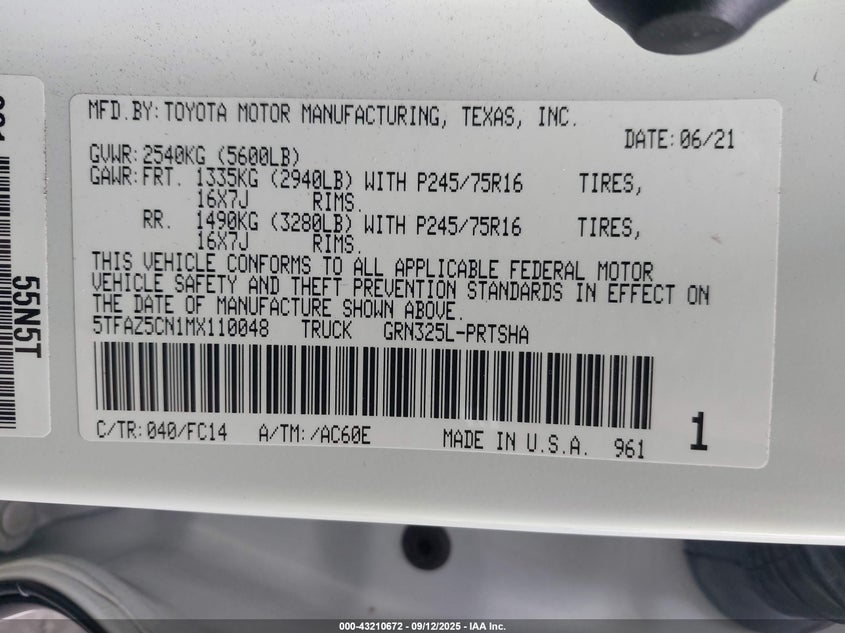 MFD.BY:TOYOTA MOTOR MANUFACTURING, TEXAS, INC.
DATE:06/21
GVWR:2540KG (5600LB)
GAWR:FRT. 1335KG (2940LB) WITH P245/75R16 TIRES,
16X7J RIMS.
RR. 1490KG (3280LB) WITH P245/75R16 TIRES,
16X7J RIMS.
THIS VEHICLE CONFORMS TO ALL APPLICABLE FEDERAL MOTOR
VEHICLE SAFETY AND THEFT PREVENTION STANDARDS IN EFFECT ON
THE DATE OF MANUFACTURE SHOWN ABOVE.
5TFAZ5CN1MX110048 TRUCK GRN325L-PRTSHA
C/TR:040/FC14 A/TM:/AC60E MADE IN U.S.A. 961
1
55N5T
000-43210672 - 09/12/2025 - IAA Inc.